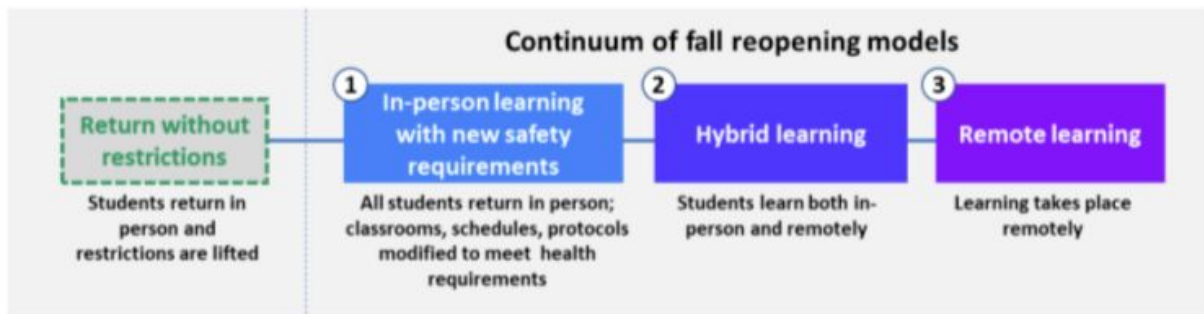 Continuum of fall reopening models
Return without
restrictions
Students return in
person and
restrictions are lifted
1
In-person learning
with new safety
requirements
All students return in person;
classrooms, schedules, protocols
modified to meet health
requirements
2
Hybrid learning
Students learn both in-
person and remotely
3
Remote learning
Learning takes place
remotely